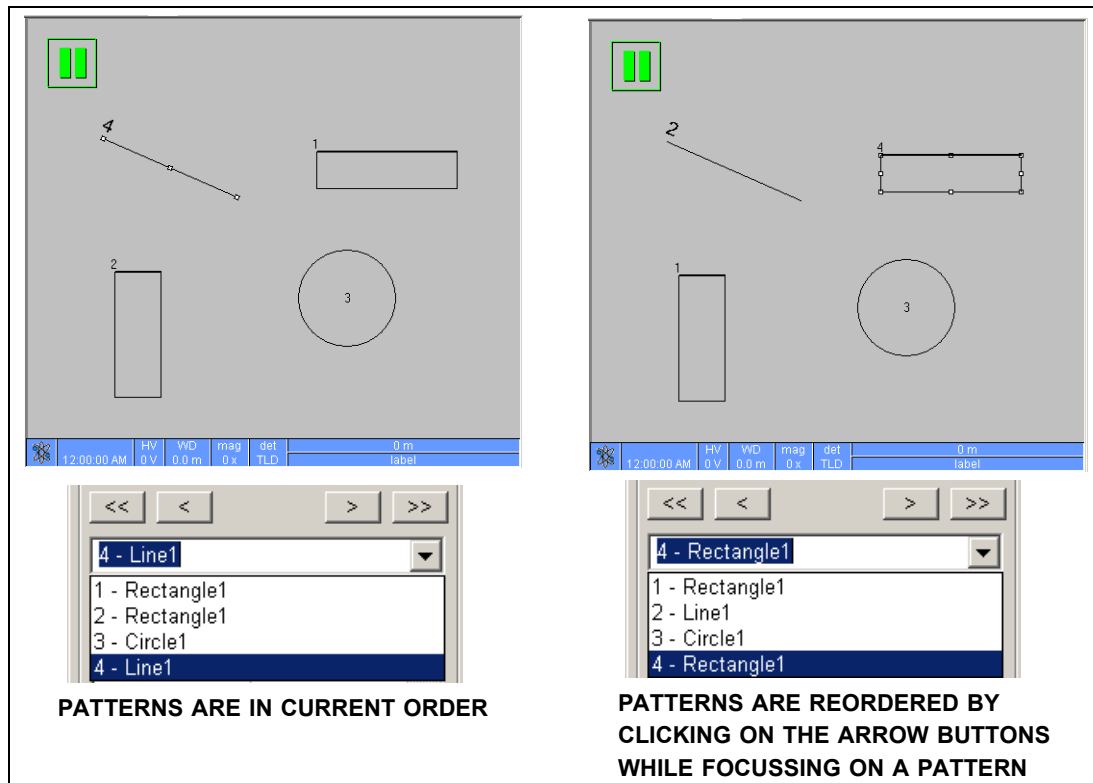 4
1
2
3
HV WD mag det 0 m
12:00:00 AM 0 V 0.0 m 0 x TLD label
<< < > >>
4 - Line1
1 - Rectangle1
2 - Rectangle1
3 - Circle1
4 - Line1
PATTERNS ARE IN CURRENT ORDER
2
4
1
3
HV WD mag det 0 m
12:00:00 AM 0 V 0.0 m 0 x TLD label
<< < > >>
4 - Rectangle1
1 - Rectangle1
2 - Line1
3 - Circle1
4 - Rectangle1
PATTERNS ARE REORDERED BY
CLICKING ON THE ARROW BUTTONS
WHILE FOCUSSING ON A PATTERN